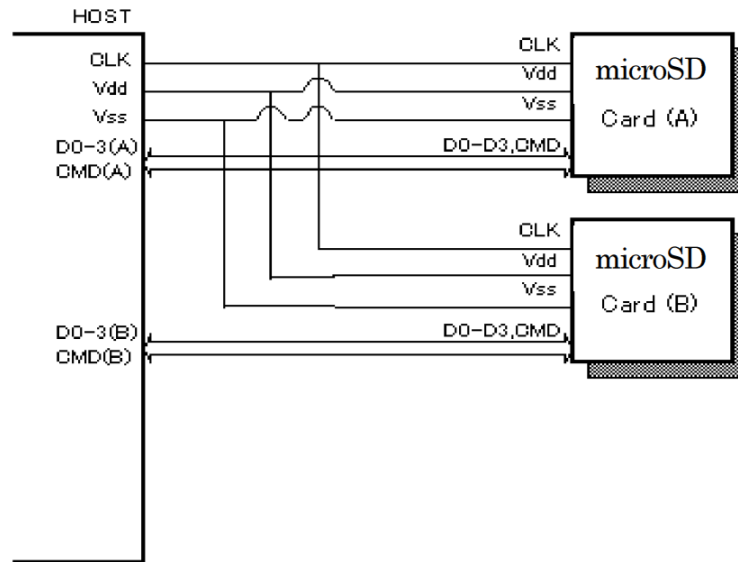 HOST
CLK
Vdd
Vss
D0-3(A)
CMD(A)
CLK
Vdd
Vss
D0-D3,CMD
microSD
Card (A)
CLK
Vdd
Vss
D0-D3,CMD
microSD
Card (B)
D0-3(B)
CMD(B)